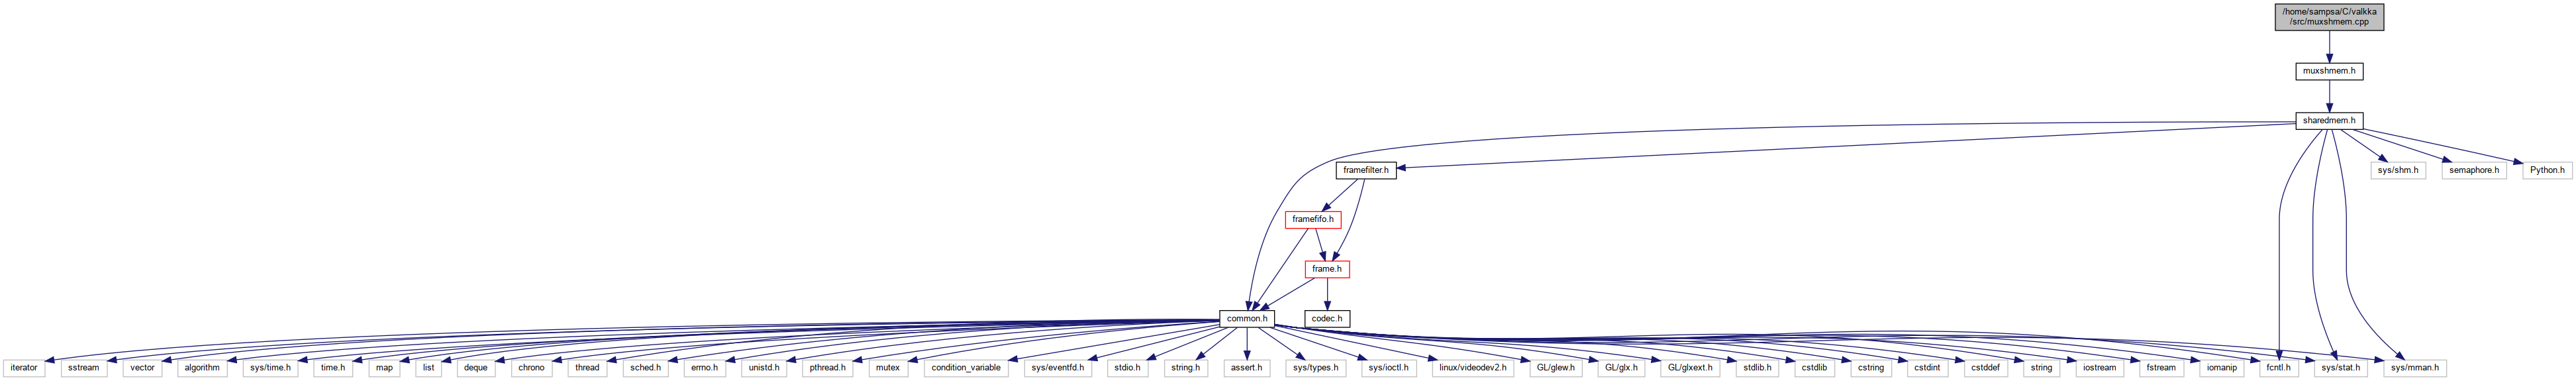 /home/sampsa/C/valkka
/src/muxshmem.cpp
muxshmem.h
sharedmem.h
framefilter.h
sys/shm.h
semaphore.h
Python.h
framefifo.h
frame.h
common.h
codec.h
iterator
sstream
vector
algorithm
sys/time.h
time.h
map
list
deque
chrono
thread
sched.h
errno.h
unistd.h
pthread.h
mutex
condition_variable
sys/eventfd.h
stdio.h
string.h
assert.h
sys/types.h
sys/ioctl.h
linux/videodev2.h
GL/glew.h
GL/glx.h
GL/glxext.h
stdlib.h
cstdlib
cstring
cstdint
cstddef
string
iostream
fstream
iomanip
fcntl.h
sys/stat.h
sys/mman.h